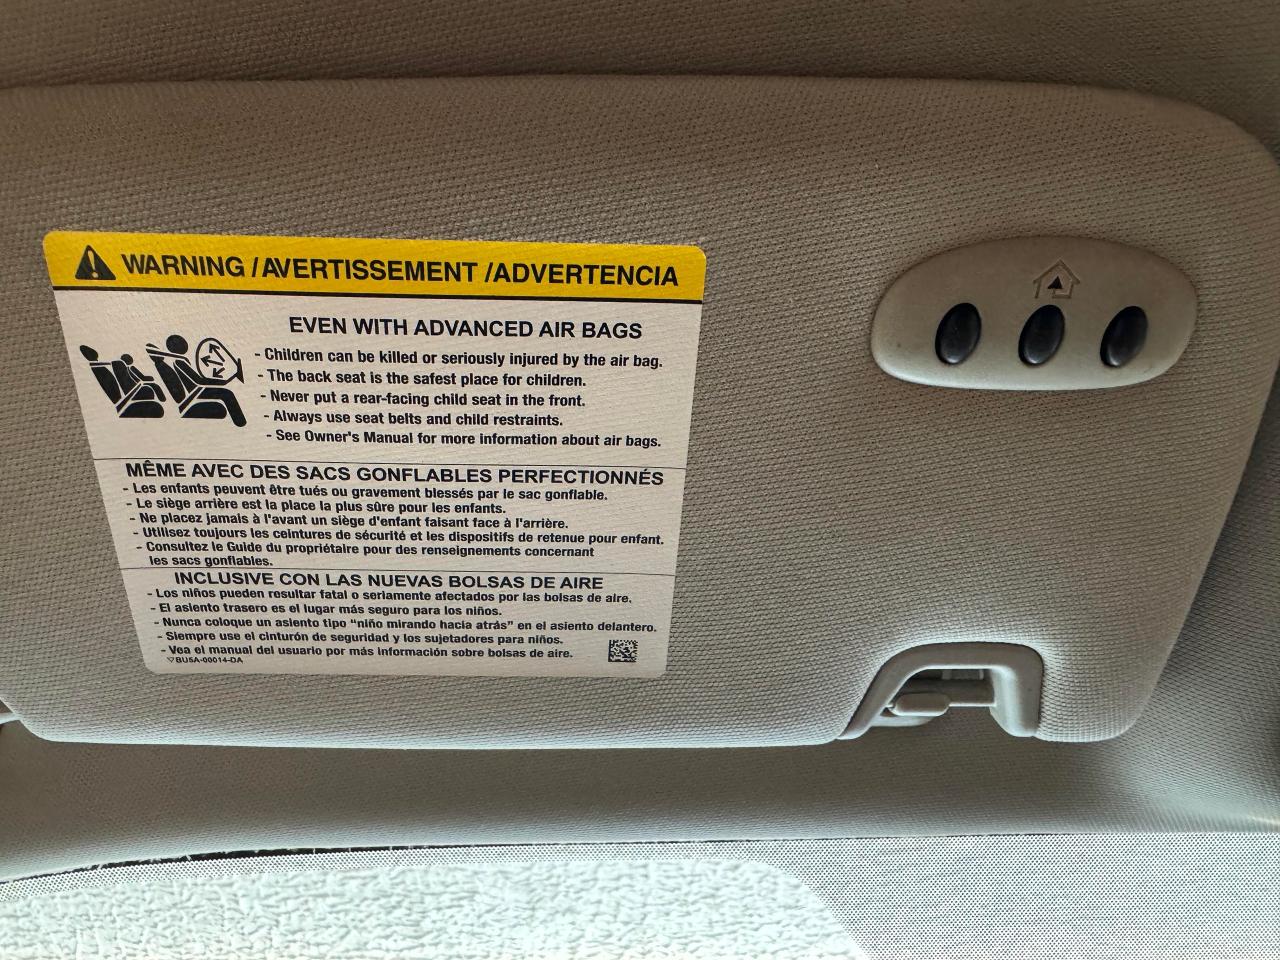 WARNING / AVERTISSEMENT / ADVERTENCIA
EVEN WITH ADVANCED AIR BAGS
- Children can be killed or seriously injured by the air bag.
- The back seat is the safest place for children.
- Never put a rear-facing child seat in the front.
- Always use seat belts and child restraints.
- See Owner's Manual for more information about air bags.
MÊME AVEC DES SACS GONFLABLES PERFECTIONNÉS
- Les enfants peuvent être tués ou gravement blessés par le sac gonflable.
- Le siège arrière est la place la plus sûre pour les enfants.
- Ne placez jamais à l'avant un siège d'enfant faisant face à l'arrière.
- Utilisez toujours les ceintures de sécurité et les dispositifs de retenue pour enfant.
- Consultez le Guide du propriétaire pour des renseignements concernant
les sacs gonflables.
INCLUSIVE CON LAS NUEVAS BOLSAS DE AIRE
- Los niños pueden resultar fatal o seriamente afectados por las bolsas de aire.
- El asiento trasero es el lugar más seguro para los niños.
- Nunca coloque un asiento tipo “niño mirando hacia atrás” en el asiento delantero.
- Siempre use el cinturón de seguridad y los sujetadores para niños.
- Vea el manual del usuario por más información sobre bolsas de aire.
▽BU5A-00014-DA